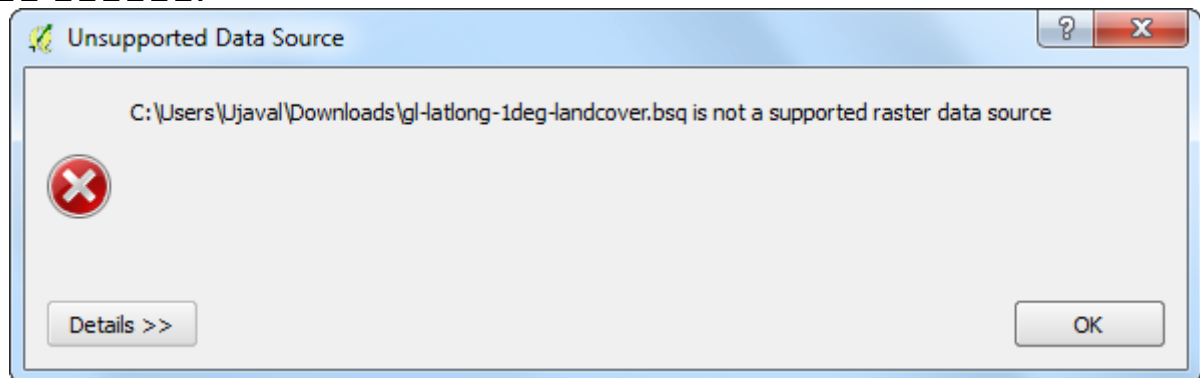 Unsupported Data Source
C:\Users\Ujaval\Downloads\gl-latlong-1deg-landcover.bsq is not a supported raster data source
Details >>
OK